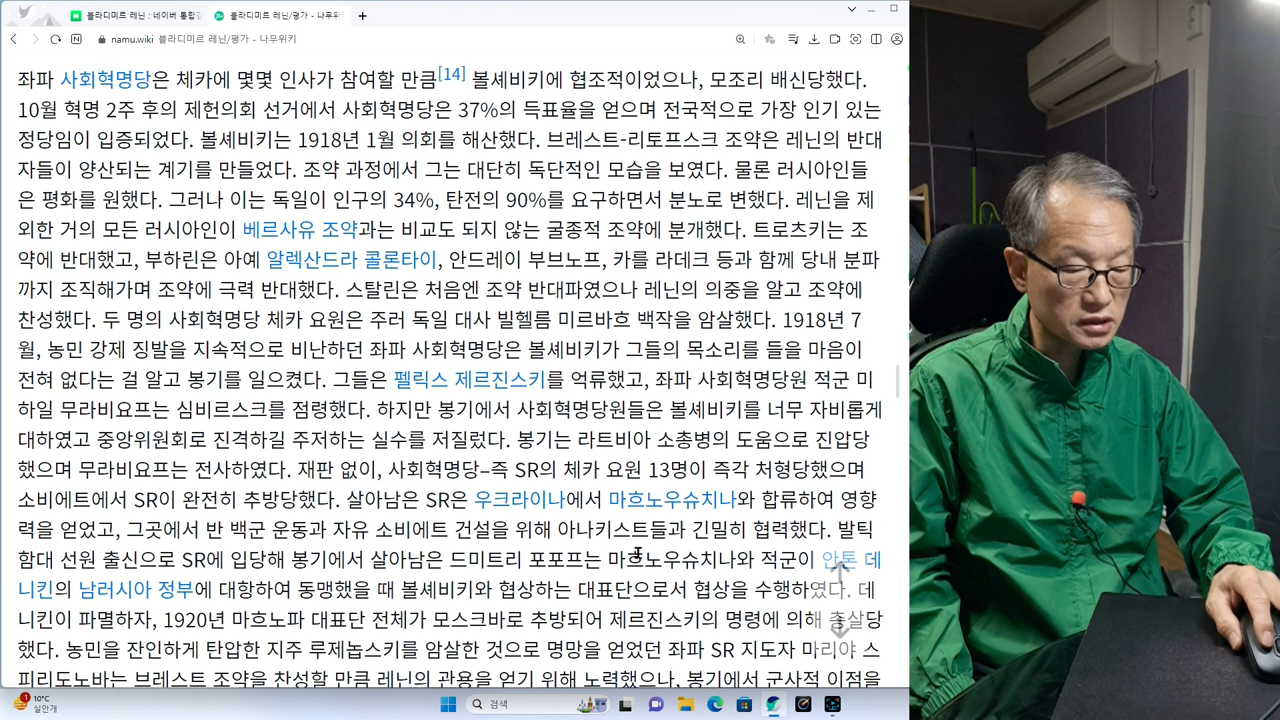 블라디미르 레닌 : 네이버 통합검
블라디미르 레닌/평가 - 나무위키
namu.wiki 블라디미르 레닌/평가 - 나무위키
좌파 사회혁명당은 체카에 몇몇 인사가 참여할 만큼[14] 볼셰비키에 협조적이었으나, 모조리 배신당했다.
10월 혁명 2주 후의 제헌의회 선거에서 사회혁명당은 37%의 득표율을 얻으며 전국적으로 가장 인기 있는
정당임이 입증되었다. 볼셰비키는 1918년 1월 의회를 해산했다. 브레스트-리토프스크 조약은 레닌의 반대
자들이 양산되는 계기를 만들었다. 조약 과정에서 그는 대단히 독단적인 모습을 보였다. 물론 러시아인들
은 평화를 원했다. 그러나 이는 독일이 인구의 34%, 탄전의 90%를 요구하면서 분노로 변했다. 레닌을 제
외한 거의 모든 러시아인이 베르사유 조약과는 비교도 되지 않는 굴종적 조약에 분개했다. 트로츠키는 조
약에 반대했고, 부하린은 아예 알렉산드라 콜론타이, 안드레이 부브노프, 카를 라데크 등과 함께 당내 분파
까지 조직해가며 조약에 극력 반대했다. 스탈린은 처음엔 조약 반대파였으나 레닌의 의중을 알고 조약에
찬성했다. 두 명의 사회혁명당 체카 요원은 주러 독일 대사 빌헬름 미르바흐 백작을 암살했다. 1918년 7
월, 농민 강제 징발을 지속적으로 비난하던 좌파 사회혁명당은 볼셰비키가 그들의 목소리를 들을 마음이
전혀 없다는 걸 알고 봉기를 일으켰다. 그들은 펠릭스 제르진스키를 억류했고, 좌파 사회혁명당원 적군 미
하일 무라비요프는 심비르스크를 점령했다. 하지만 봉기에서 사회혁명당원들은 볼셰비키를 너무 자비롭게
대하였고 중앙위원회로 진격하길 주저하는 실수를 저질렀다. 봉기는 라트비아 소총병의 도움으로 진압당
했으며 무라비요프는 전사하였다. 재판 없이, 사회혁명당–즉 SR의 체카 요원 13명이 즉각 처형당했으며
소비에트에서 SR이 완전히 추방당했다. 살아남은 SR은 우크라이나에서 마흐노우슈치나와 합류하여 영향
력을 얻었고, 그곳에서 반 백군 운동과 자유 소비에트 건설을 위해 아나키스트들과 긴밀히 협력했다. 발틱
함대 선원 출신으로 SR에 입당해 봉기에서 살아남은 드미트리 포포프는 마흐노우슈치나와 적군이 안톤 데
니킨의 남러시아 정부에 대항하여 동맹했을 때 볼셰비키와 협상하는 대표단으로서 협상을 수행하였다. 데
니킨이 파멸하자, 1920년 마흐노파 대표단 전체가 모스크바로 추방되어 제르진스키의 명령에 의해 총살당
했다. 농민을 잔인하게 탄압한 지주 루제놉스키를 암살한 것으로 명망을 얻었던 좌파 SR 지도자 마리야 스
피리도노바는 브레스트 조약을 찬성할 만큼 레닌의 관용을 얻기 위해 노력했으나, 봉기에서 군사적 이점을
1
10°C
실안개
검색